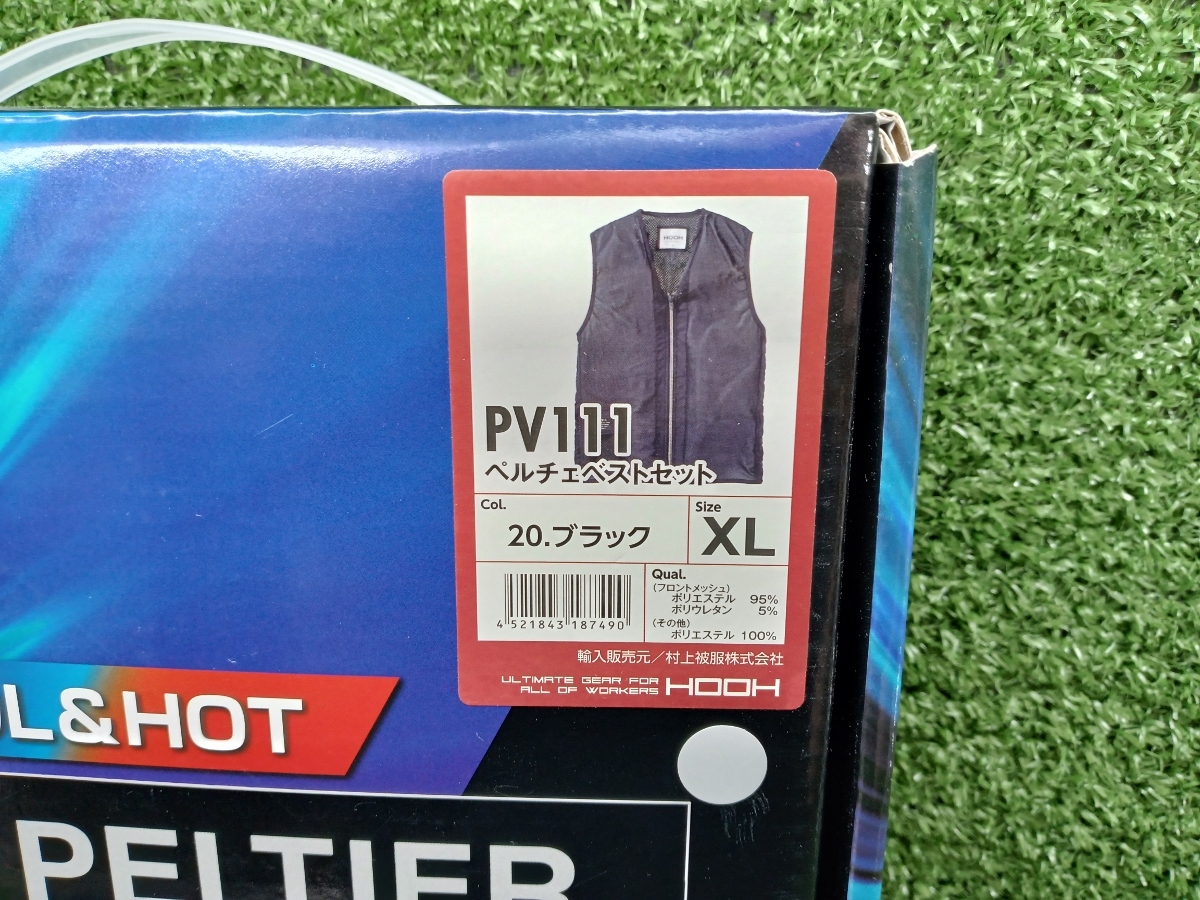 HOOH
PV111
ペルチェベストセット
Col.
20.ブラック
Size
XL
4 521843 187490
Qual.
(フロントメッシュ)
ポリエステル 95%
ポリウレタン 5%
(その他)
ポリエステル 100%
輸入販売元/村上被服株式会社
ULTIMATE GEAR FOR
ALL OF WORKERS HOOH
OL&HOT
PELTIER